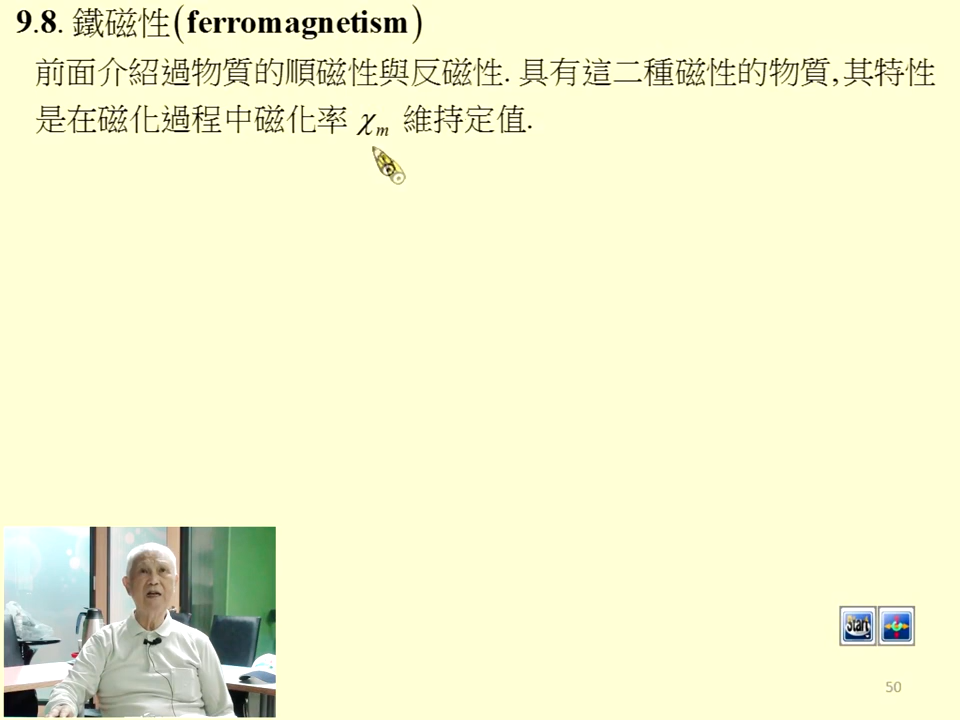 9.8. 鐵磁性(ferromagnetism)
前面介紹過物質的順磁性與反磁性. 具有這二種磁性的物質,其特性
是在磁化過程中磁化率 χm 維持定值.
Start
50